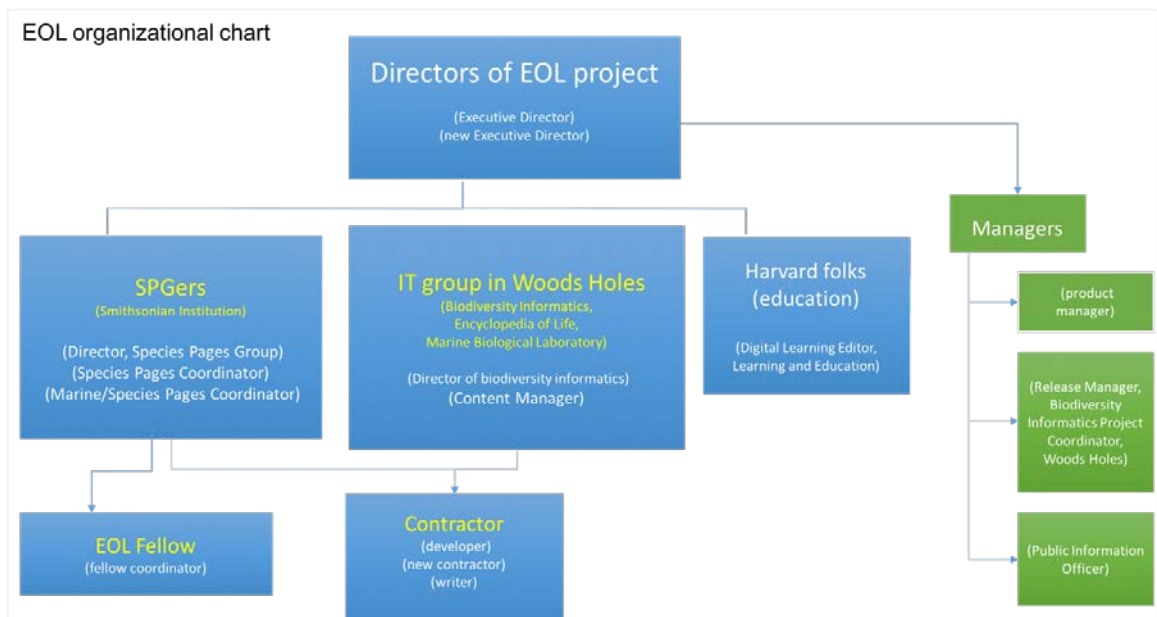 EOL organizational chart
Directors of EOL project
(Executive Director)
(new Executive Director)
SPGers
(Smithsonian Institution)
(Director, Species Pages Group)
(Species Pages Coordinator)
(Marine/Species Pages Coordinator)
IT group in Woods Holes
(Biodiversity Informatics,
Encyclopedia of Life,
Marine Biological Laboratory)
(Director of biodiversity informatics)
(Content Manager)
Harvard folks
(education)
(Digital Learning Editor,
Learning and Education)
Managers
(product
manager)
(Release Manager,
Biodiversity
Informatics Project
Coordinator,
Woods Holes)
(Public Information
Officer)
EOL Fellow
(fellow coordinator)
Contractor
(developer)
(new contractor)
(writer)